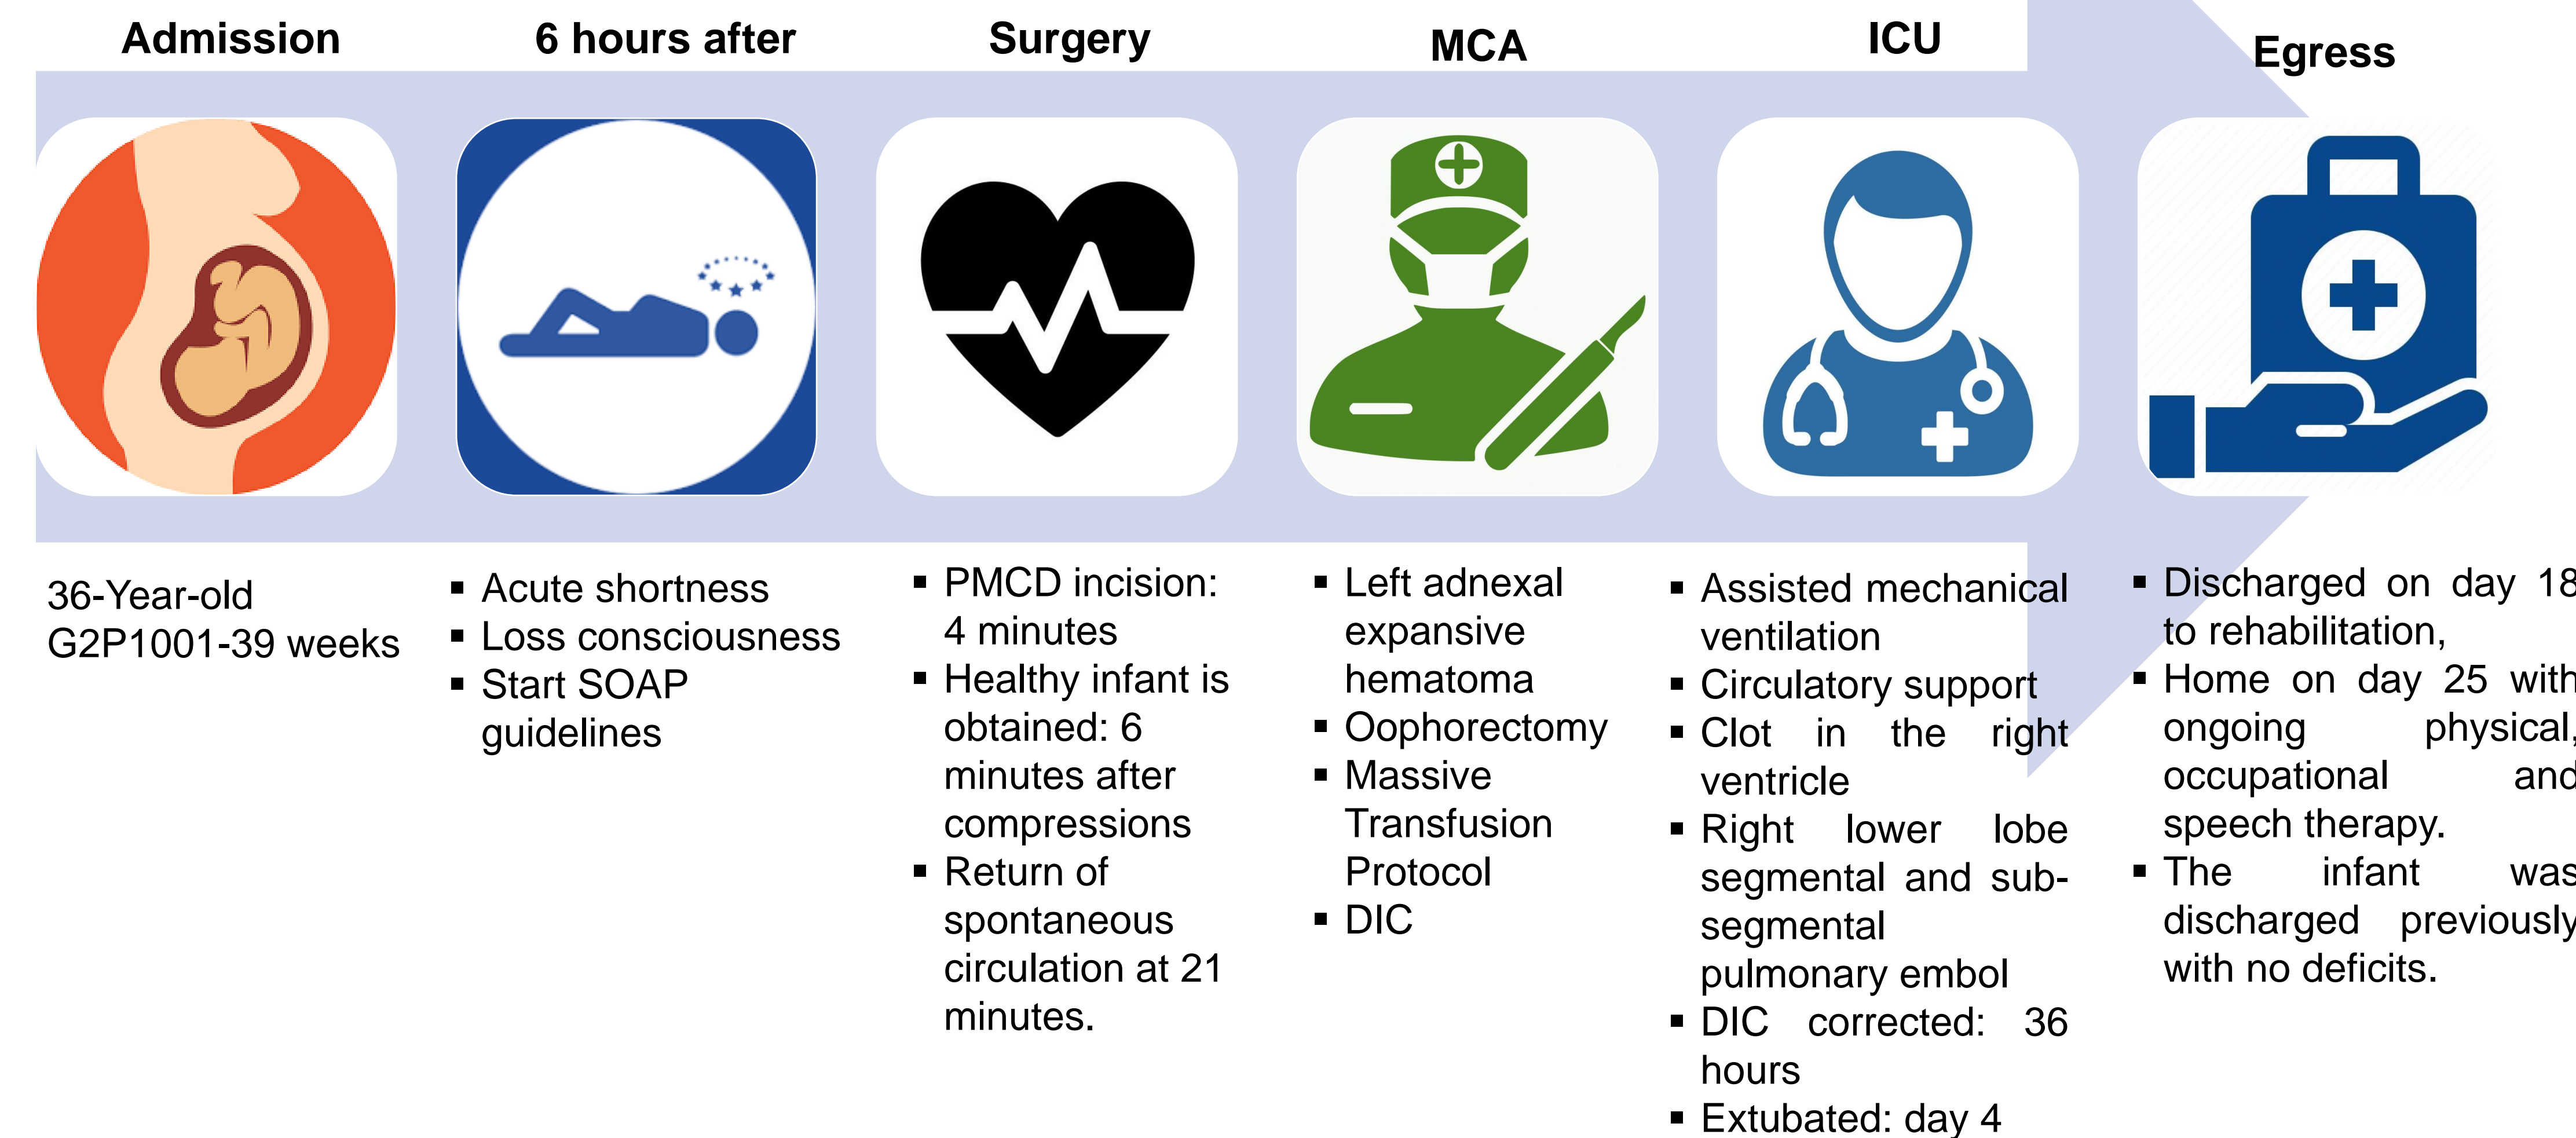 Admission
36-Year-old
G2P1001-39 weeks
6 hours after
▪ Acute shortness
▪ Loss consciousness
▪ Start SOAP
guidelines
Surgery
▪ PMCD incision:
4 minutes
▪ Healthy infant is
obtained: 6
minutes after
compressions
▪ Return of
spontaneous
circulation at 21
minutes.
MCA
▪ Left adnexal
expansive
hematoma
▪ Oophorectomy
▪ Massive
Transfusion
Protocol
▪ DIC
ICU
▪ Assisted mechanical
ventilation
▪ Circulatory support
▪ Clot in the right
ventricle
▪ Right lower lobe
segmental and sub-
segmental
pulmonary embol
▪ DIC corrected: 36
hours
▪ Extubated: day 4
Egress
▪ Discharged on day 18
to rehabilitation,
▪ Home on day 25 with
ongoing physical,
occupational and
speech therapy.
▪ The infant was
discharged previously
with no deficits.